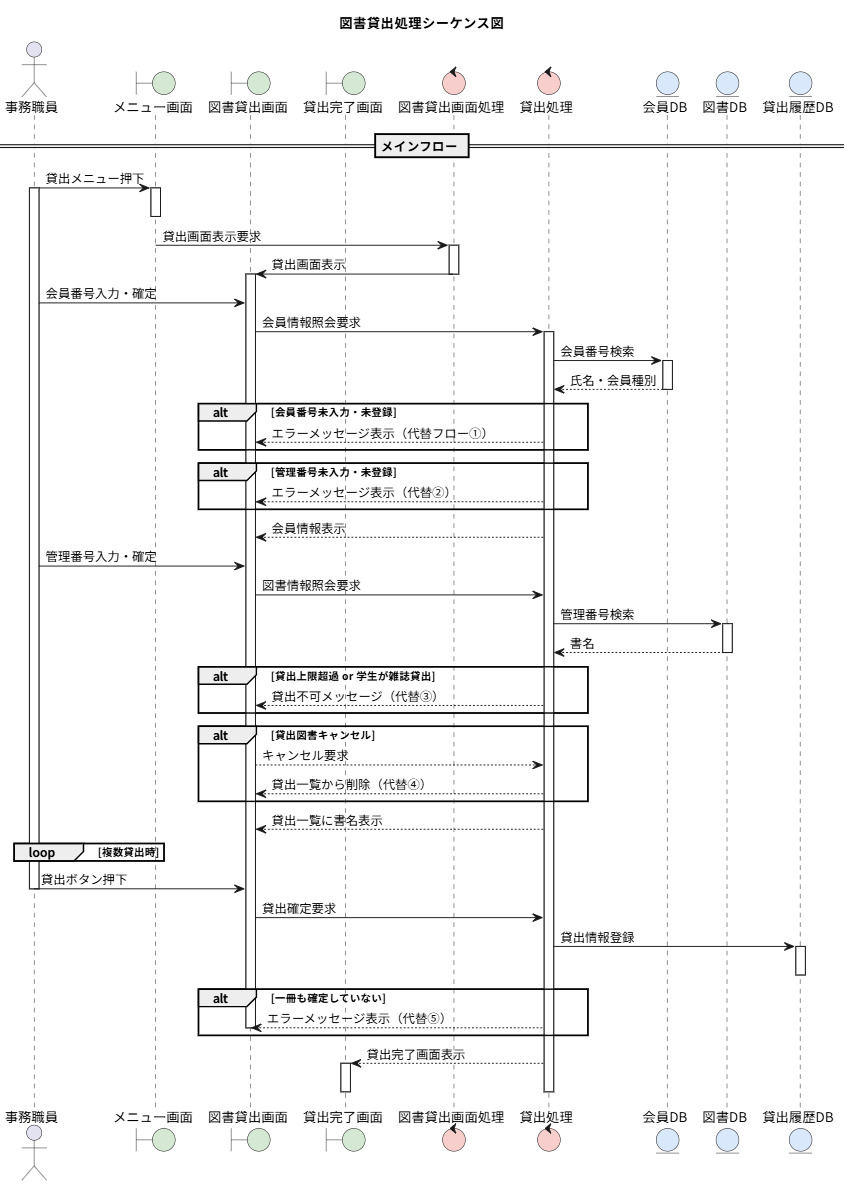 図書貸出処理シーケンス図
事務職員 メニュー画面 図書貸出画面 貸出完了画面 図書貸出画面処理 貸出処理 会員DB 図書DB 貸出履歴DB
メインフロー
貸出メニュー押下
貸出画面表示要求
貸出画面表示
会員番号入力・確定
会員情報照会要求
会員番号検索
氏名・会員種別
alt [会員番号未入力・未登録]
エラーメッセージ表示（代替フロー①）
alt [管理番号未入力・未登録]
エラーメッセージ表示（代替②）
会員情報表示
管理番号入力・確定
図書情報照会要求
管理番号検索
書名
alt [貸出上限超過 or 学生が雑誌貸出]
貸出不可メッセージ（代替③）
alt [貸出図書キャンセル]
キャンセル要求
貸出一覧から削除（代替④）
貸出一覧に書名表示
loop [複数貸出時]
貸出ボタン押下
貸出確定要求
貸出情報登録
alt [一冊も確定していない]
エラーメッセージ表示（代替⑤）
貸出完了画面表示
事務職員 メニュー画面 図書貸出画面 貸出完了画面 図書貸出画面処理 貸出処理 会員DB 図書DB 貸出履歴DB